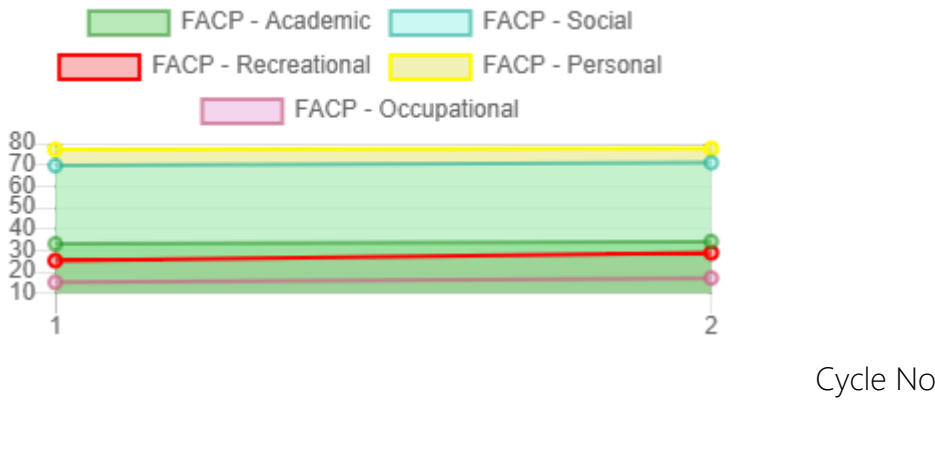 FACP - Academic FACP - Social
FACP - Recreational FACP - Personal
FACP - Occupational
80
70
60
50
40
30
20
10
1 2
Cycle No